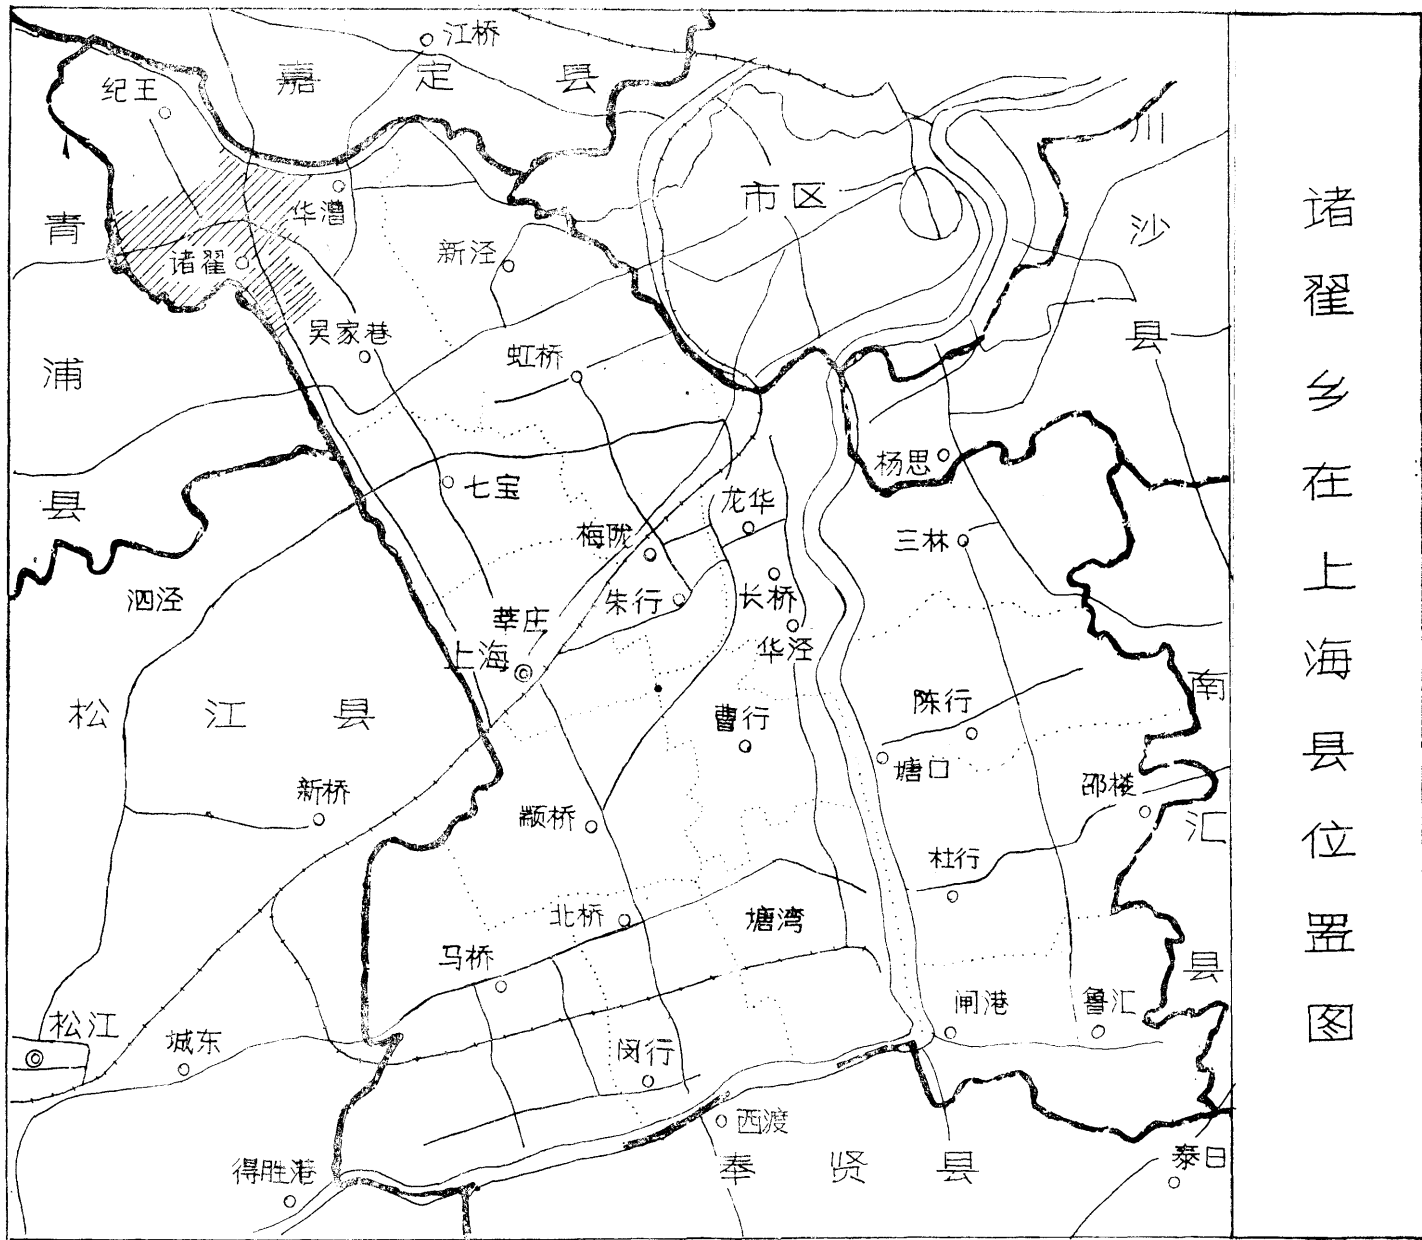 诸翟乡在上海县位置图
江桥
嘉定县
纪王
川沙县
市区
华漕
青浦县
新泾
诸翟
吴家巷
虹桥
杨思
七宝
龙华
梅陇
三林
泗泾
朱行
长桥
莘庄
华泾
上海
南汇县
松江县
陈行
曹行
塘口
新桥
邵楼
颛桥
杜行
北桥
塘湾
马桥
闸港
鲁汇
松江
城东
闵行
西渡
得胜港
奉贤县
泰日